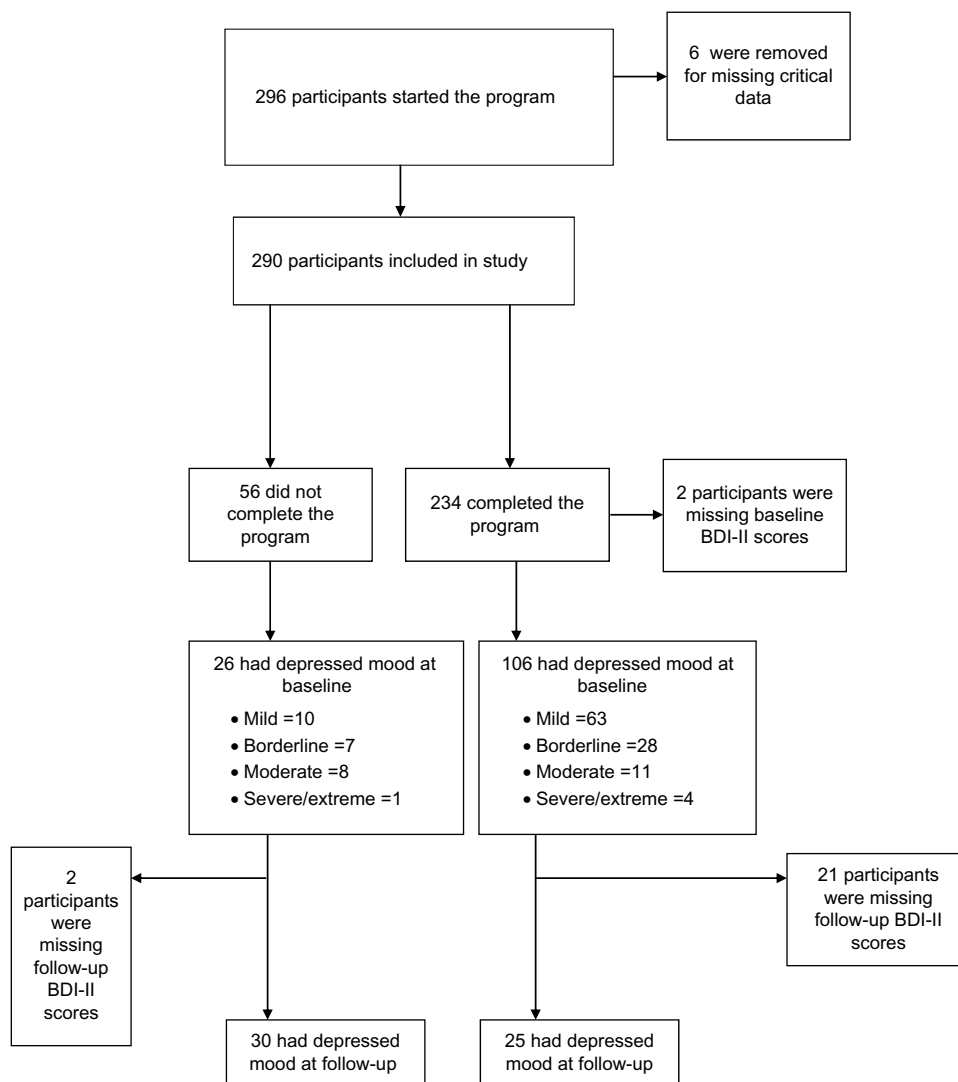 296 participants started the program
6 were removed
for missing critical
data
290 participants included in study
56 did not
complete the
program
234 completed the
program
2 participants were
missing baseline
BDI-II scores
26 had depressed mood at
baseline
• Mild =10
• Borderline =7
• Moderate =8
• Severe/extreme =1
106 had depressed mood at
baseline
• Mild =63
• Borderline =28
• Moderate =11
• Severe/extreme =4
2
participants
were
missing
follow-up
BDI-II
scores
21 participants
were missing
follow-up BDI-II
scores
30 had depressed
mood at follow-up
25 had depressed
mood at follow-up